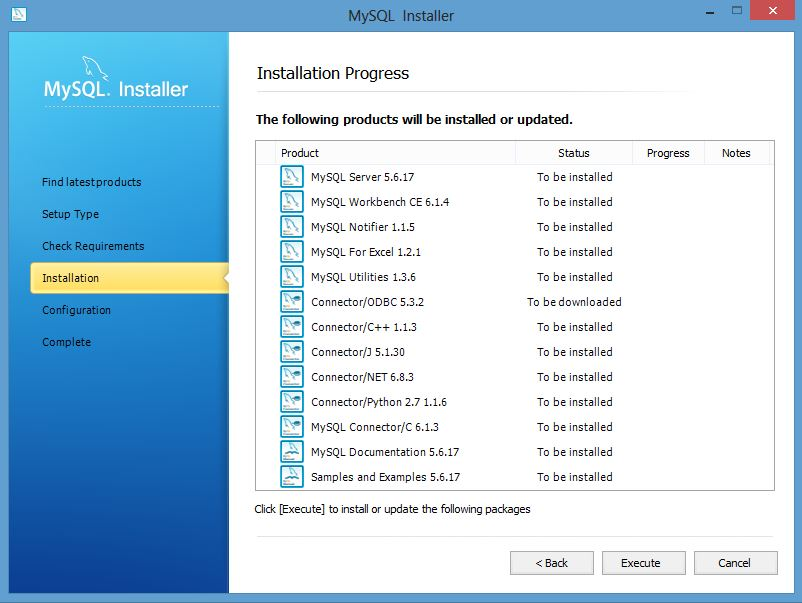 MySQL Installer
MySQL. Installer
Find latest products
Setup Type
Check Requirements
Installation
Configuration
Complete
Installation Progress
The following products will be installed or updated.
Product Status Progress Notes
MySQL Server 5.6.17 To be installed
MySQL Workbench CE 6.1.4 To be installed
MySQL Notifier 1.1.5 To be installed
MySQL For Excel 1.2.1 To be installed
MySQL Utilities 1.3.6 To be installed
Connector/ODBC 5.3.2 To be downloaded
Connector/C++ 1.1.3 To be installed
Connector/J 5.1.30 To be installed
Connector/NET 6.8.3 To be installed
Connector/Python 2.7 1.1.6 To be installed
MySQL Connector/C 6.1.3 To be installed
MySQL Documentation 5.6.17 To be installed
Samples and Examples 5.6.17 To be installed
Click [Execute] to install or update the following packages
< Back Execute Cancel